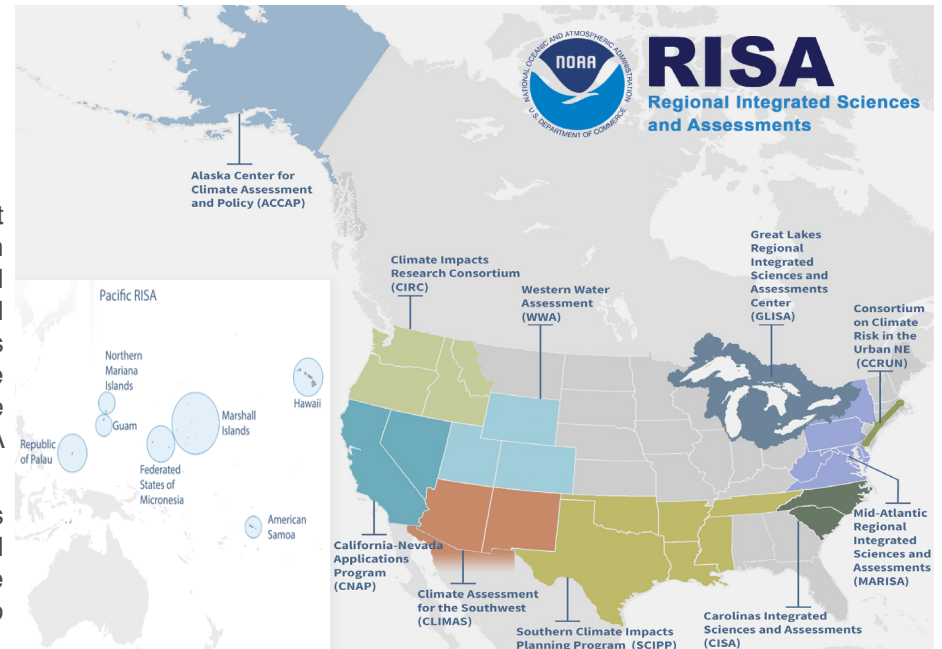 NATIONAL OCEANIC AND ATMOSPHERIC ADMINISTRATION
NOAA
U.S. DEPARTMENT OF COMMERCE
RISA
Regional Integrated Sciences
and Assessments
Alaska Center for
Climate Assessment
and Policy (ACCAP)
Great Lakes
Regional
Integrated
Sciences and
Assessments
Center
(GLISA)
Climate Impacts
Research Consortium
(CIRC)
Western Water
Assessment
(WWA)
Consortium
on Climate
Risk in the
Urban NE
(CCRUN)
Pacific RISA
Northern
Mariana
Islands
Guam
Hawaii
Marshall
Islands
Republic
of Palau
Federated
States of
Micronesia
American
Samoa
California-Nevada
Applications
Program
(CNAP)
Climate Assessment
for the Southwest
(CLIMAS)
Southern Climate Impacts
Planning Program (SCIPP)
Carolinas Integrated
Sciences and Assessments
(CISA)
Mid-Atlantic
Regional
Integrated
Sciences and
Assessments
(MARISA)